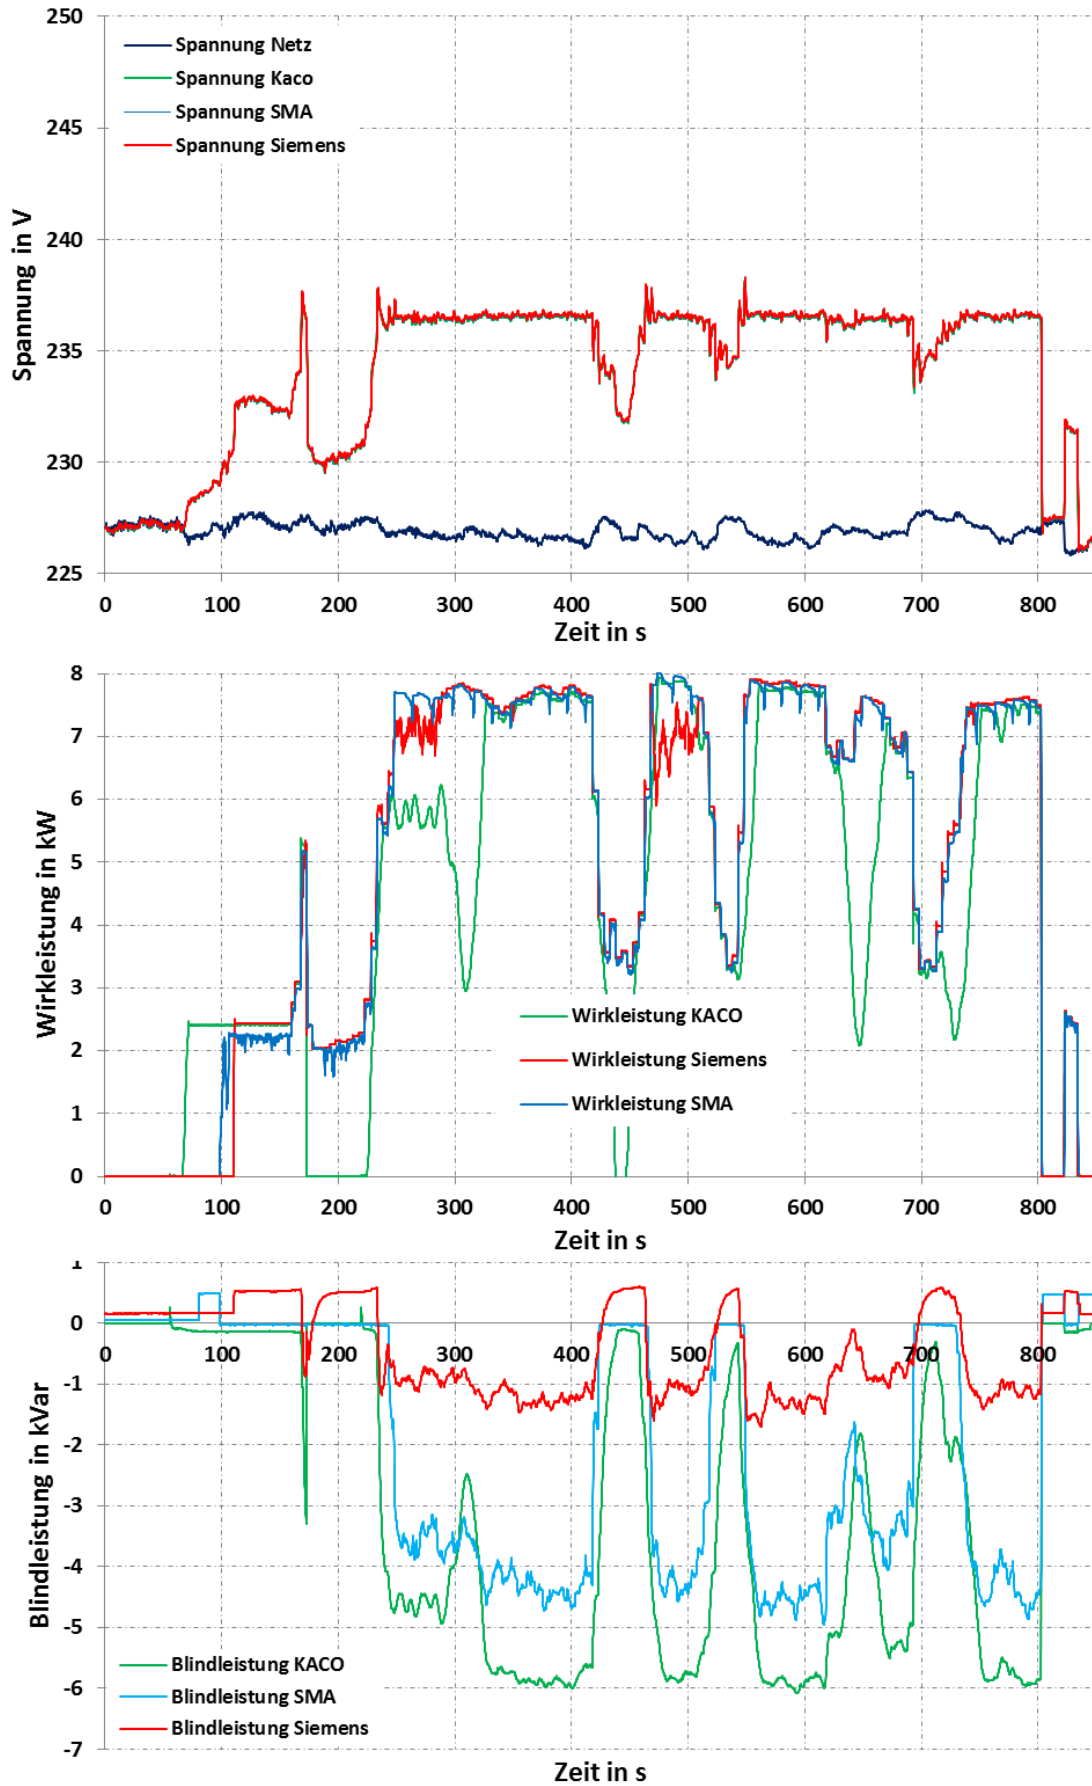 250
Spannung Netz
Spannung Kaco
Spannung SMA
Spannung Siemens
245
240
235
230
225
Spannung in V
0 100 200 300 400 500 600 700 800
Zeit in s
8
7
6
5
4
3
2
1
0
Wirkleistung in kW
Wirkleistung KACO
Wirkleistung Siemens
Wirkleistung SMA
0 100 200 300 400 500 600 700 800
Zeit in s
1
0
0 100 200 300 400 500 600 700 800
-1
-2
-3
-4
-5
-6
-7
Blindleistung in kVar
Blindleistung KACO
Blindleistung SMA
Blindleistung Siemens
Zeit in s